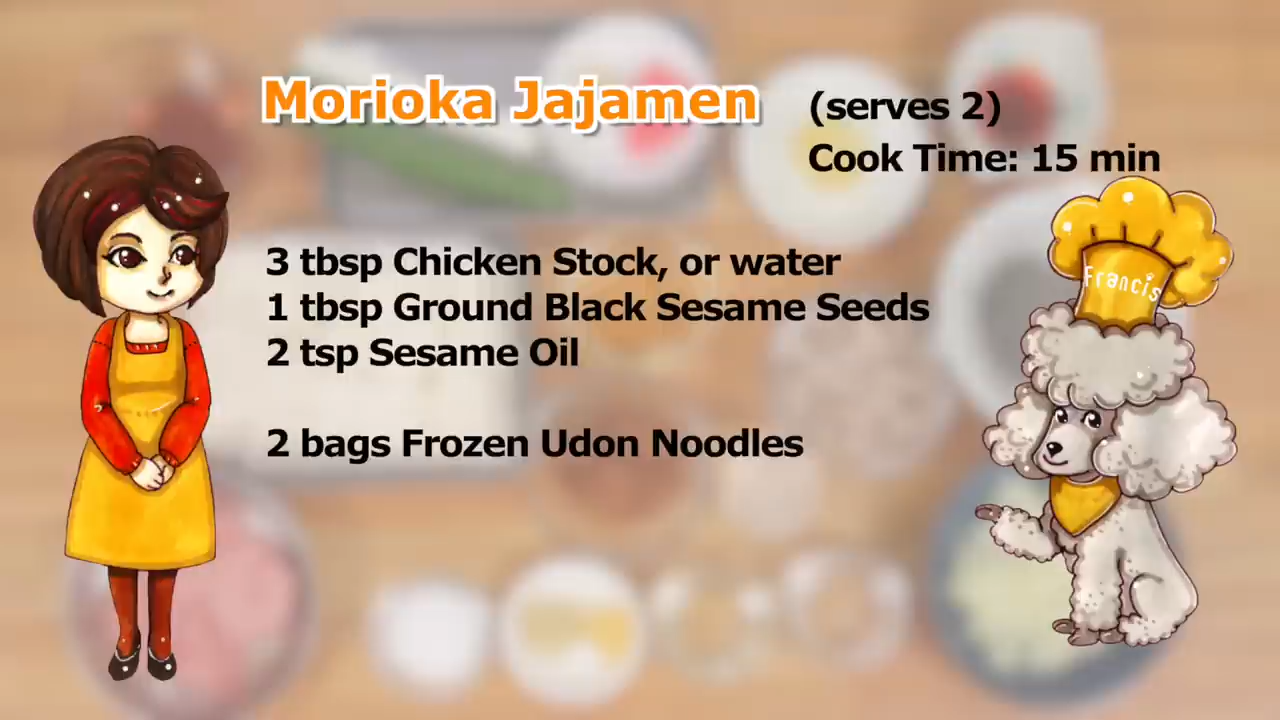 Morioka Jajamen
(serves 2)
Cook Time: 15 min
Francis
3 tbsp Chicken Stock, or water
1 tbsp Ground Black Sesame Seeds
2 tsp Sesame Oil
2 bags Frozen Udon Noodles